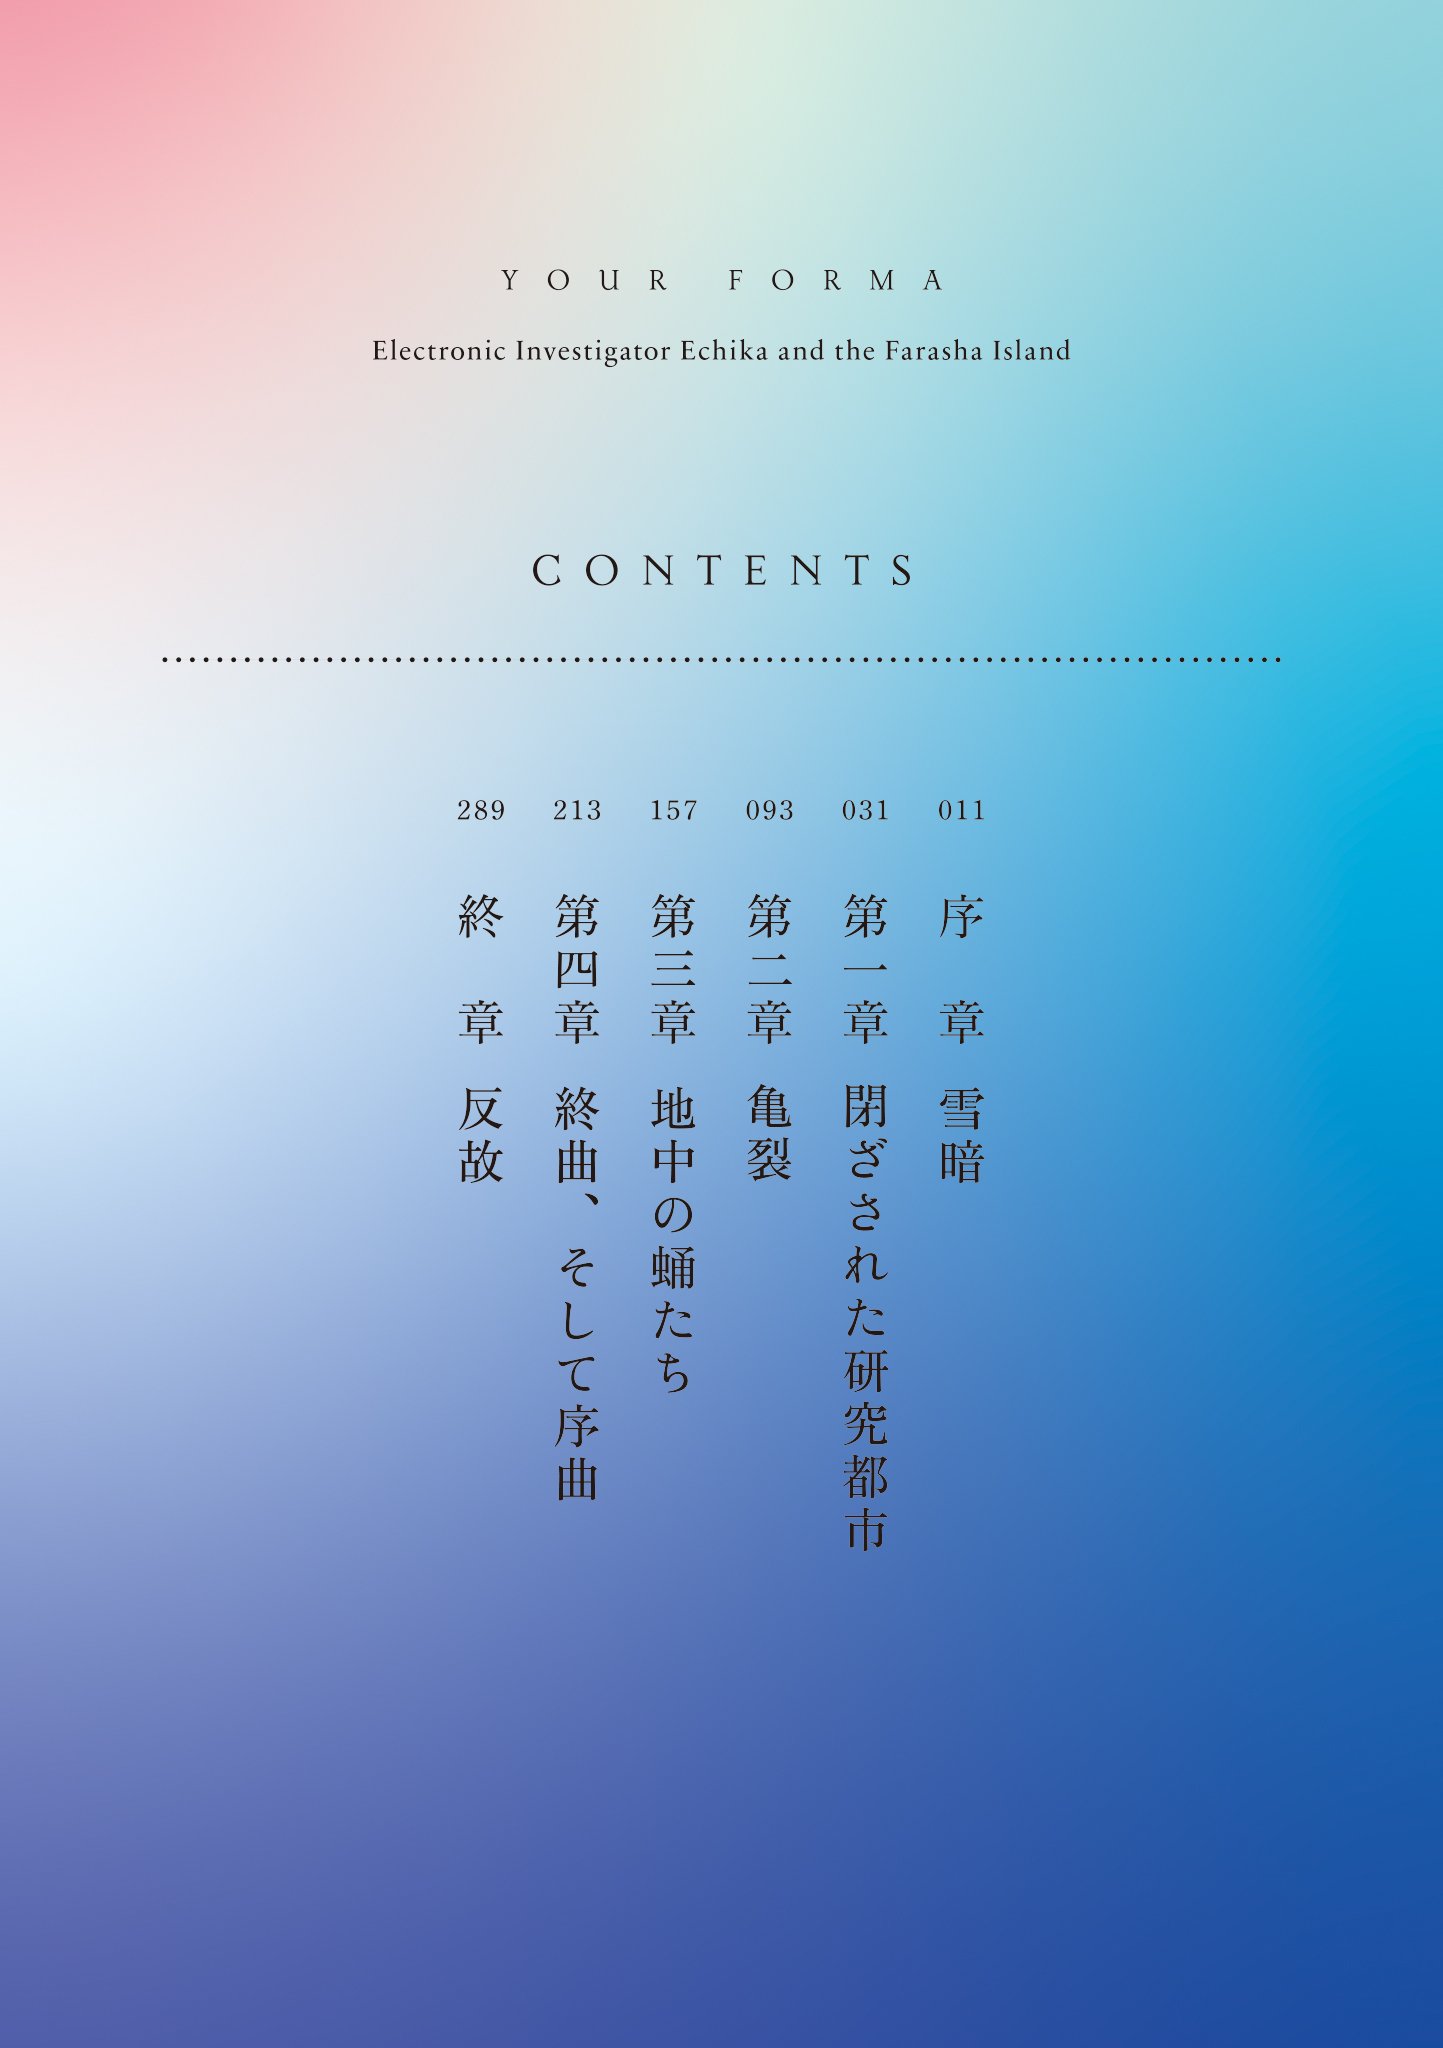 YOUR FORMA
Electronic Investigator Echika and the Farasha Island
CONTENTS
011 序章 雪暗
031 第一章 閉ざされた研究都市
093 第二章 亀裂
157 第三章 地中の蛹たち
213 第四章 終曲、そして序曲
289 終章 反故